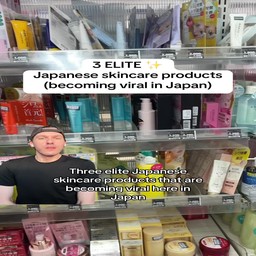 3 ELITE ✨
Japanese skincare products
(becoming viral in Japan)
Three elite Japanese
skincare products that are
becoming viral here in
Japan